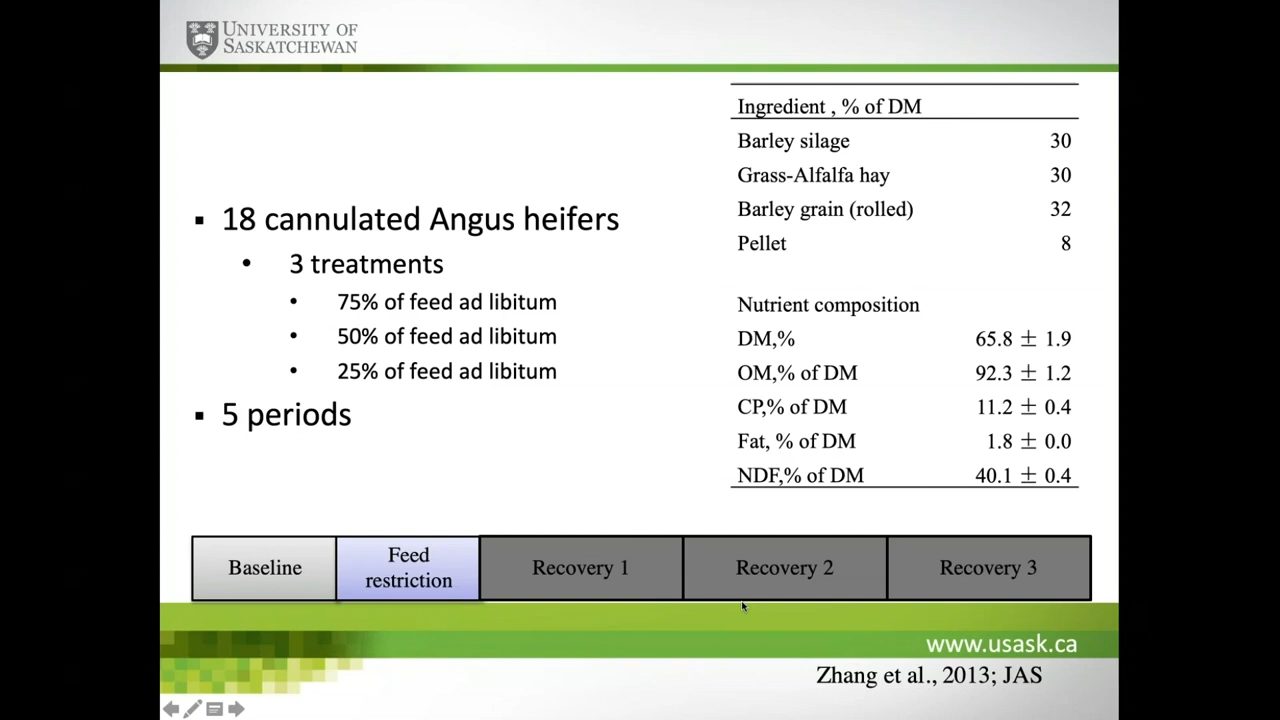 UNIVERSITY OF
SASKATCHEWAN
▪ 18 cannulated Angus heifers
• 3 treatments
• 75% of feed ad libitum
• 50% of feed ad libitum
• 25% of feed ad libitum
▪ 5 periods
Ingredient , % of DM
Barley silage 30
Grass-Alfalfa hay 30
Barley grain (rolled) 32
Pellet 8
Nutrient composition
DM,% 65.8 ± 1.9
OM,% of DM 92.3 ± 1.2
CP,% of DM 11.2 ± 0.4
Fat, % of DM 1.8 ± 0.0
NDF,% of DM 40.1 ± 0.4
Baseline
Feed
restriction
Recovery 1
Recovery 2
Recovery 3
www.usask.ca
Zhang et al., 2013; JAS